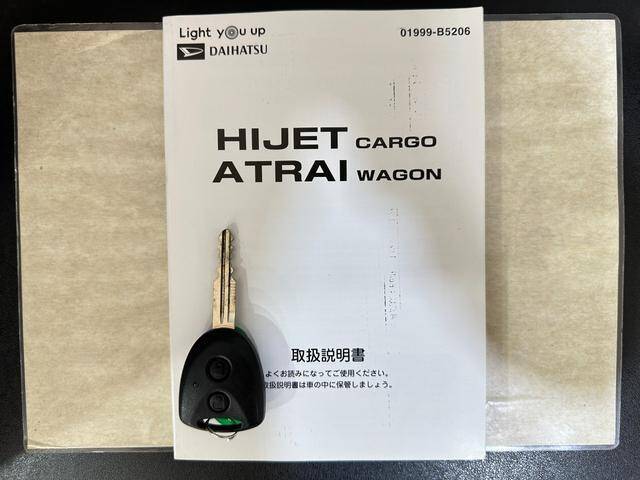 Light you up
DAIHATSU
01999-B5206
HIJET CARGO
ATRAI WAGON
取扱説明書
よくお読みになってご使用ください。
取扱説明書は車の中に保管しましょう。